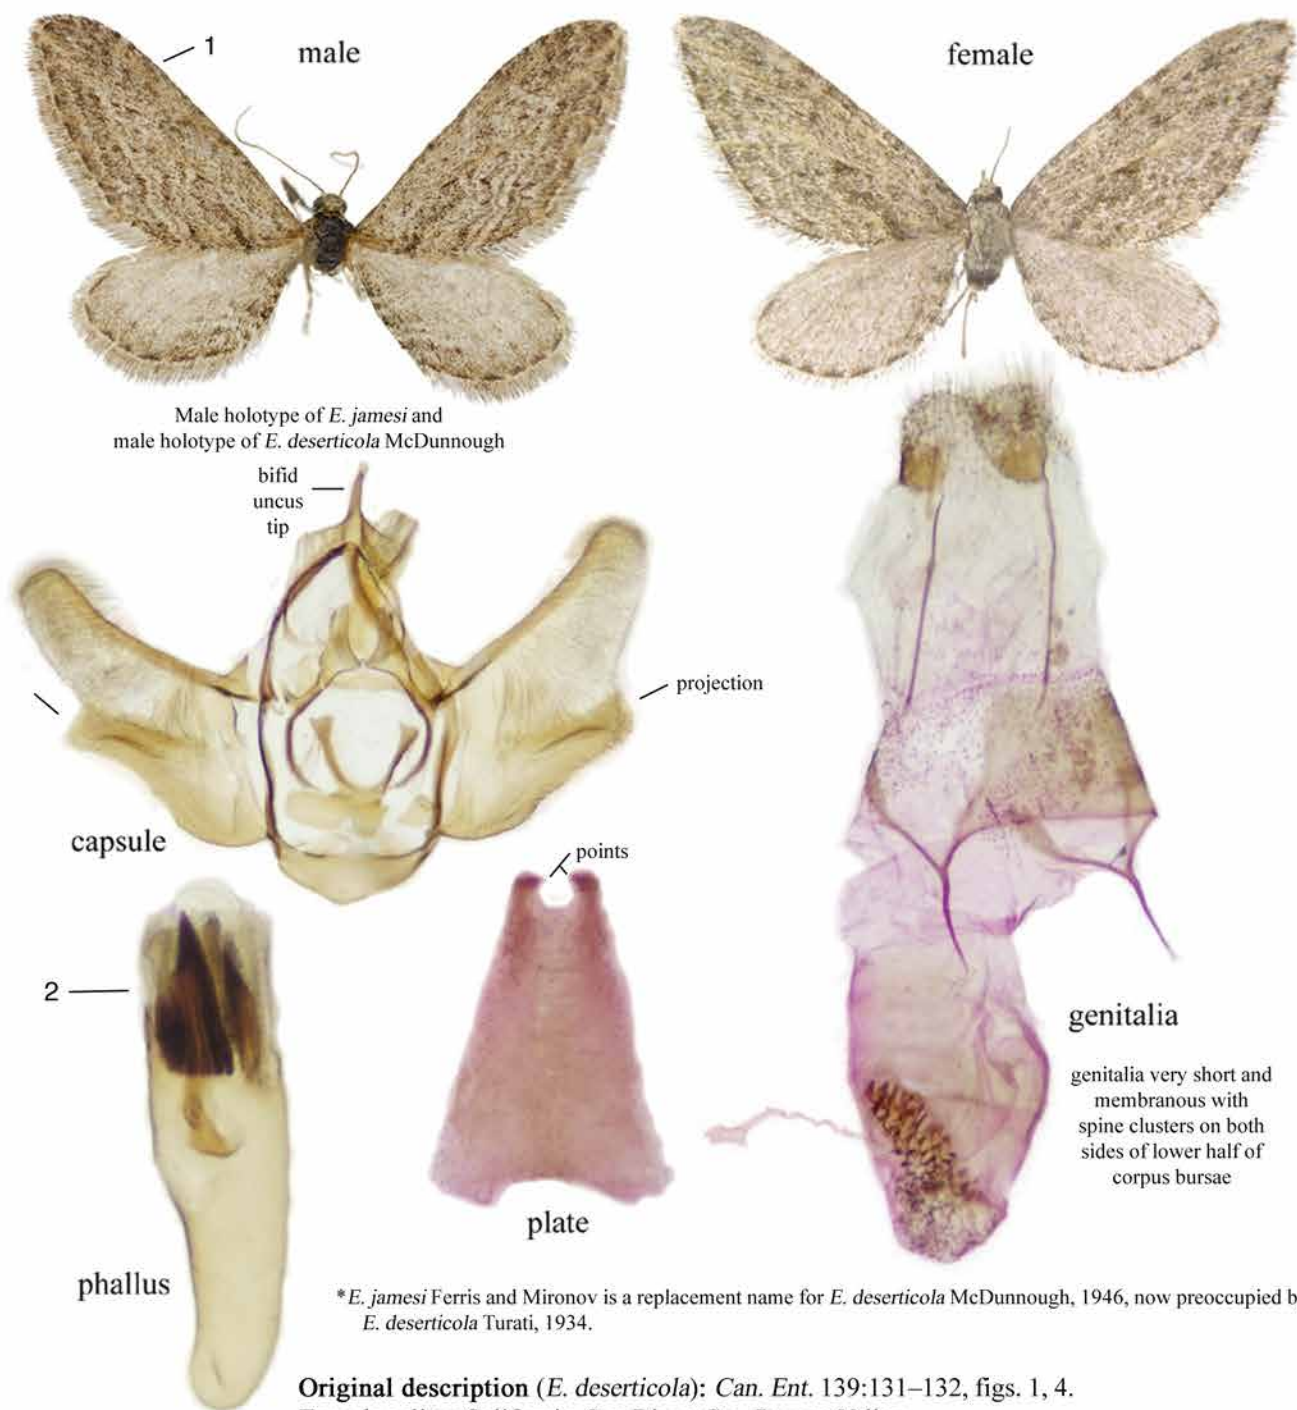 1
male
female
Male holotype of E. jamesi and
male holotype of E. deserticola McDunnough
bifid
uncus
tip
projection
capsule
points
2
genitalia
genitalia very short and
membranous with
spine clusters on both
sides of lower half of
corpus bursae
plate
phallus
*E. jamesi Ferris and Mironov is a replacement name for E. deserticola McDunnough, 1946, now preoccupied b
E. deserticola Turati, 1934.
Original description (E. deserticola): Can. Ent. 139:131–132, figs. 1, 4.